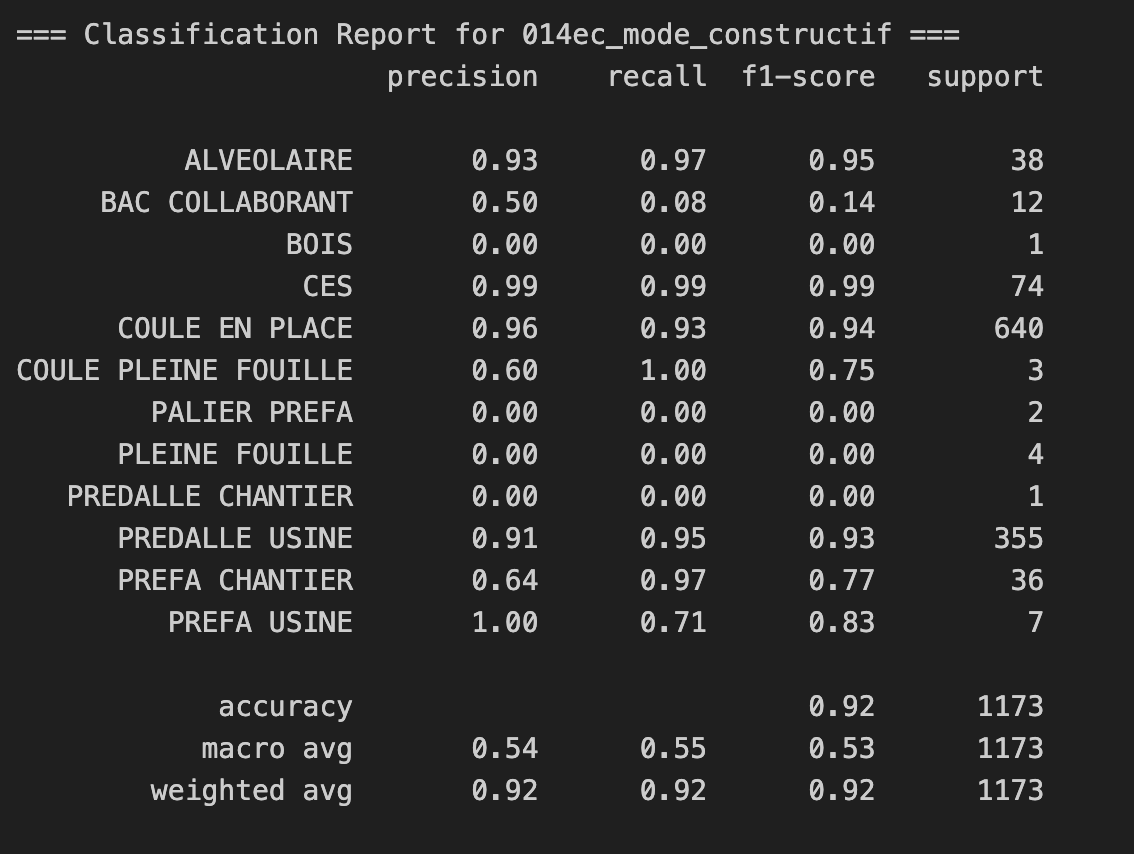 === Classification Report for 014ec_mode_constructif ===
precision recall f1-score support
ALVEOLAIRE 0.93 0.97 0.95 38
BAC COLLABORANT 0.50 0.08 0.14 12
BOIS 0.00 0.00 0.00 1
CES 0.99 0.99 0.99 74
COULE EN PLACE 0.96 0.93 0.94 640
COULE PLEINE FOUILLE 0.60 1.00 0.75 3
PALIER PREFA 0.00 0.00 0.00 2
PLEINE FOUILLE 0.00 0.00 0.00 4
PREDALLE CHANTIER 0.00 0.00 0.00 1
PREDALLE USINE 0.91 0.95 0.93 355
PREFA CHANTIER 0.64 0.97 0.77 36
PREFA USINE 1.00 0.71 0.83 7
accuracy 0.92 1173
macro avg 0.54 0.55 0.53 1173
weighted avg 0.92 0.92 0.92 1173